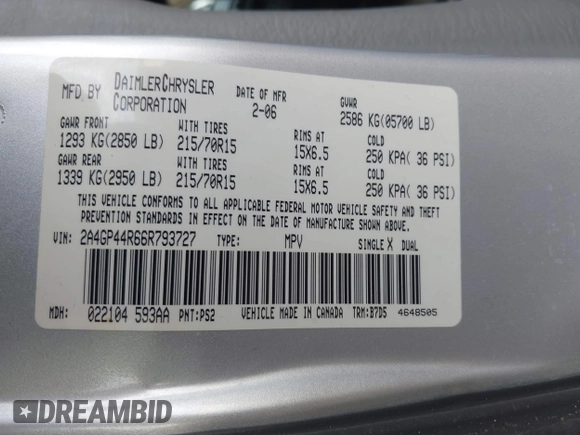 MFD BY DAIMLERCHRYSLER CORPORATION DATE OF MFR 2-06 GVWR 2586 KG(05700 LB)
GAWR FRONT WITH TIRES RIMS AT COLD
1293 KG(2850 LB) 215/70R15 15X6.5 250 KPA( 36 PSI)
GAWR REAR WITH TIRES RIMS AT COLD
1339 KG(2950 LB) 215/70R15 15X6.5 250 KPA( 36 PSI)
THIS VEHICLE CONFORMS TO ALL APPLICABLE FEDERAL MOTOR VEHICLE SAFETY AND THEFT
PREVENTION STANDARDS IN EFFECT ON THE DATE OF MANUFACTURE SHOWN ABOVE.
VIN: 2A4GP44R66R793727 TYPE: MPV SINGLE X DUAL
MDH: 022104 593AA PNT:PS2 VEHICLE MADE IN CANADA TRM:B7D5 4648505
DREAMBID